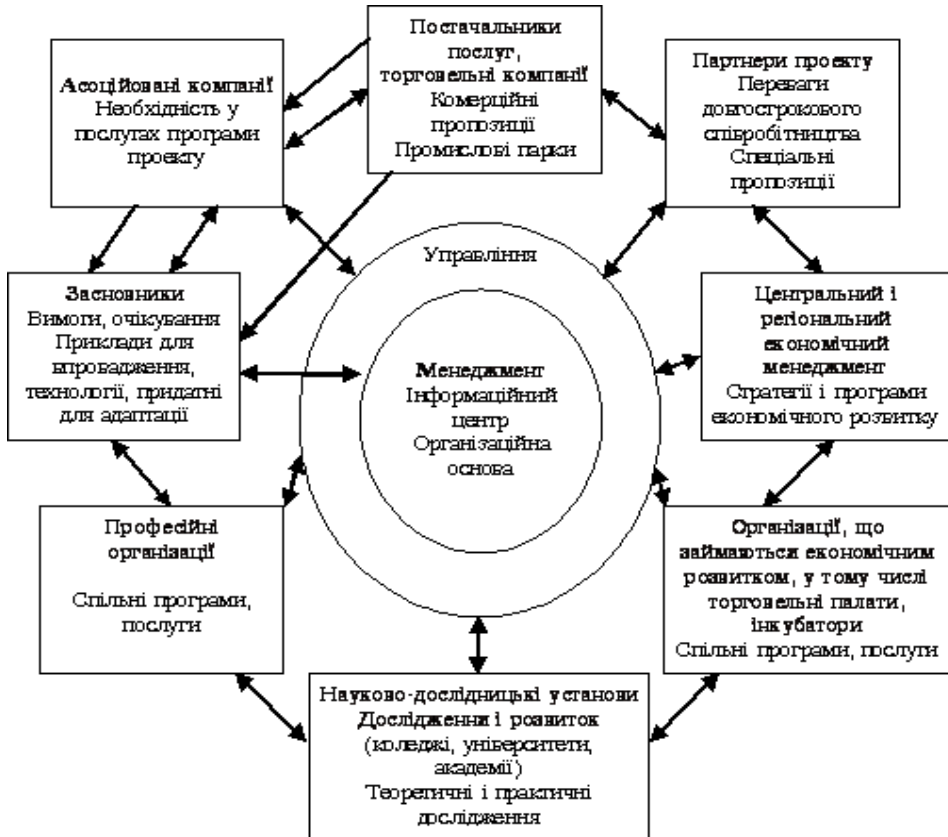 Асоційовані компанії
Необхідність у
послугах програми
проекту
Постачальники
послуг,
торговельні компанії
Комерційні
пропозиції
Промислові парки
Партнери проекту
Переваги
довгострокового
співробітництва
Спеціальні
пропозиції
Управління
Засновники
Вимоги, очікування
Приклади для
впровадження,
технології, придатні
для адаптації
Менеджмент
Інформаційний
центр
Організаційна
основа
Центральний і
регіональний
економічний
менеджмент
Стратегії і програми
економічного розвитку
Професійні
організації
Спільні програми,
послуги
Організації, що
займаються економічним
розвитком, у тому числі
торговельні палати,
інкубатори
Спільні програми, послуги
Науково-дослідницькі установи
Дослідження і розвиток
(коледжі, університети,
академії)
Теоретичні і практичні
дослідження